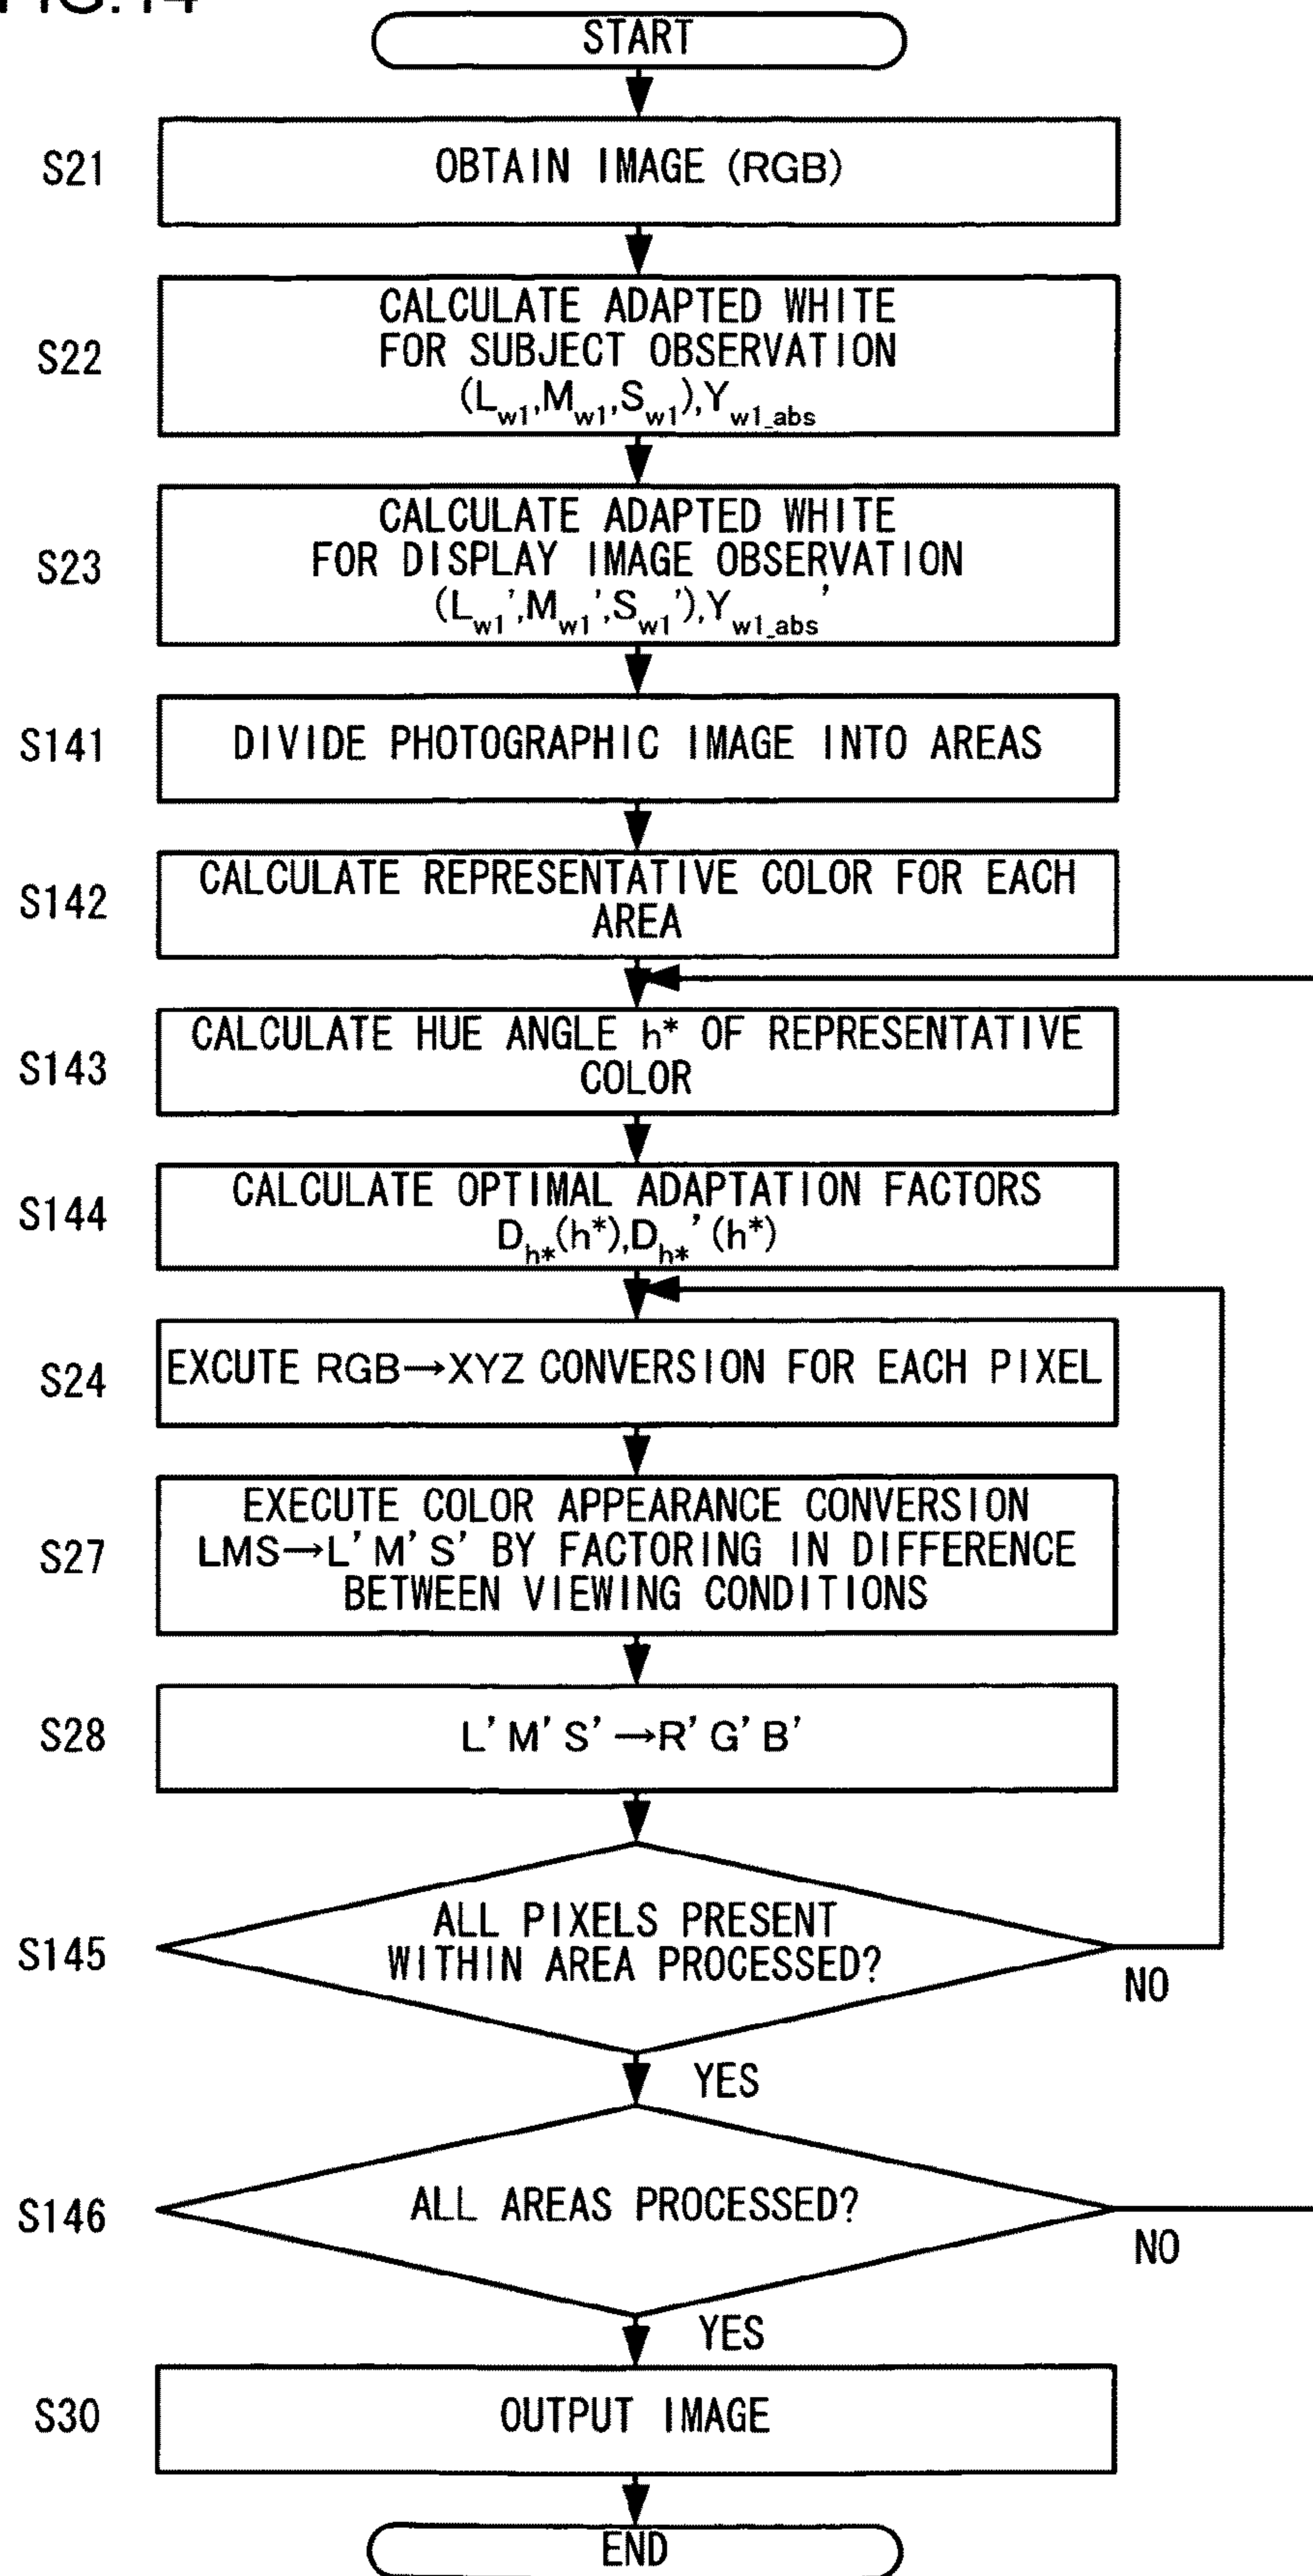 FIG.14
START
S21
OBTAIN IMAGE (RGB)
S22
CALCULATE ADAPTED WHITE
FOR SUBJECT OBSERVATION
(Lw1,Mw1,Sw1),Yw1_abs
S23
CALCULATE ADAPTED WHITE
FOR DISPLAY IMAGE OBSERVATION
(Lw1',Mw1',Sw1'),Yw1_abs'
S141
DIVIDE PHOTOGRAPHIC IMAGE INTO AREAS
S142
CALCULATE REPRESENTATIVE COLOR FOR EACH
AREA
S143
CALCULATE HUE ANGLE h* OF REPRESENTATIVE
COLOR
S144
CALCULATE OPTIMAL ADAPTATION FACTORS
Dh*(h*),Dh*'(h*)
S24
EXCUTE RGB→XYZ CONVERSION FOR EACH PIXEL
S27
EXECUTE COLOR APPEARANCE CONVERSION
LMS→L'M'S' BY FACTORING IN DIFFERENCE
BETWEEN VIEWING CONDITIONS
S28
L'M'S'→R'G'B'
S145
ALL PIXELS PRESENT
WITHIN AREA PROCESSED?
NO
YES
S146
ALL AREAS PROCESSED?
NO
YES
S30
OUTPUT IMAGE
END